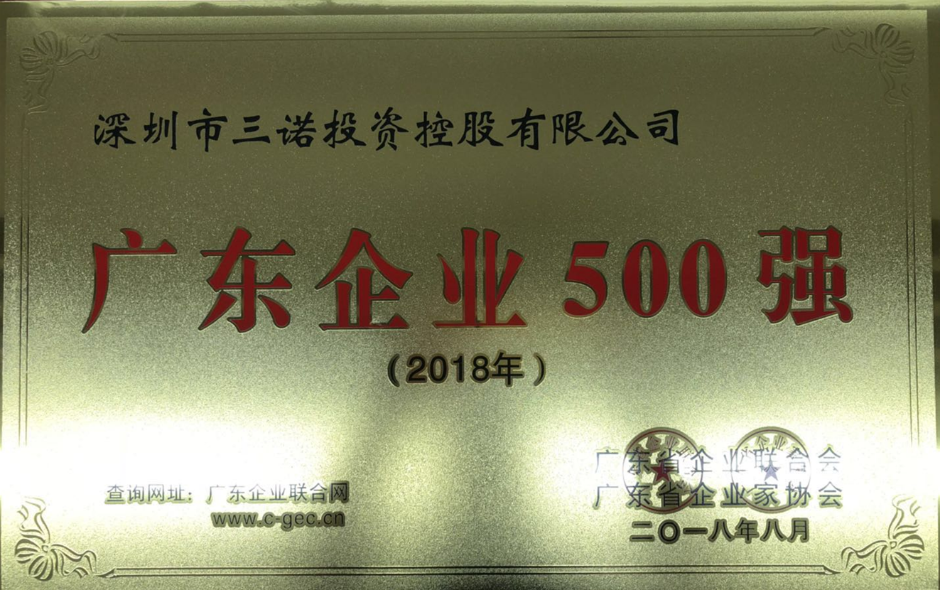 深圳市三诺投资控股有限公司
广东企业500强
（2018年）
查询网址：广东企业联合网
www.c-gec.cn
广东省企业联合会
广东省企业家协会
二〇一八年八月